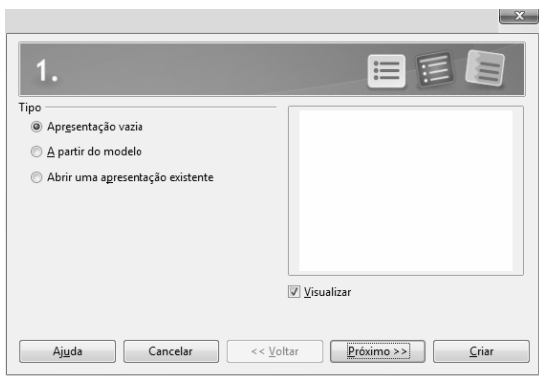 1.
Tipo
Apresentação vazia
A partir do modelo
Abrir uma apresentação existente
Visualizar
Ajuda
Cancelar
<< Voltar
Próximo >>
Criar